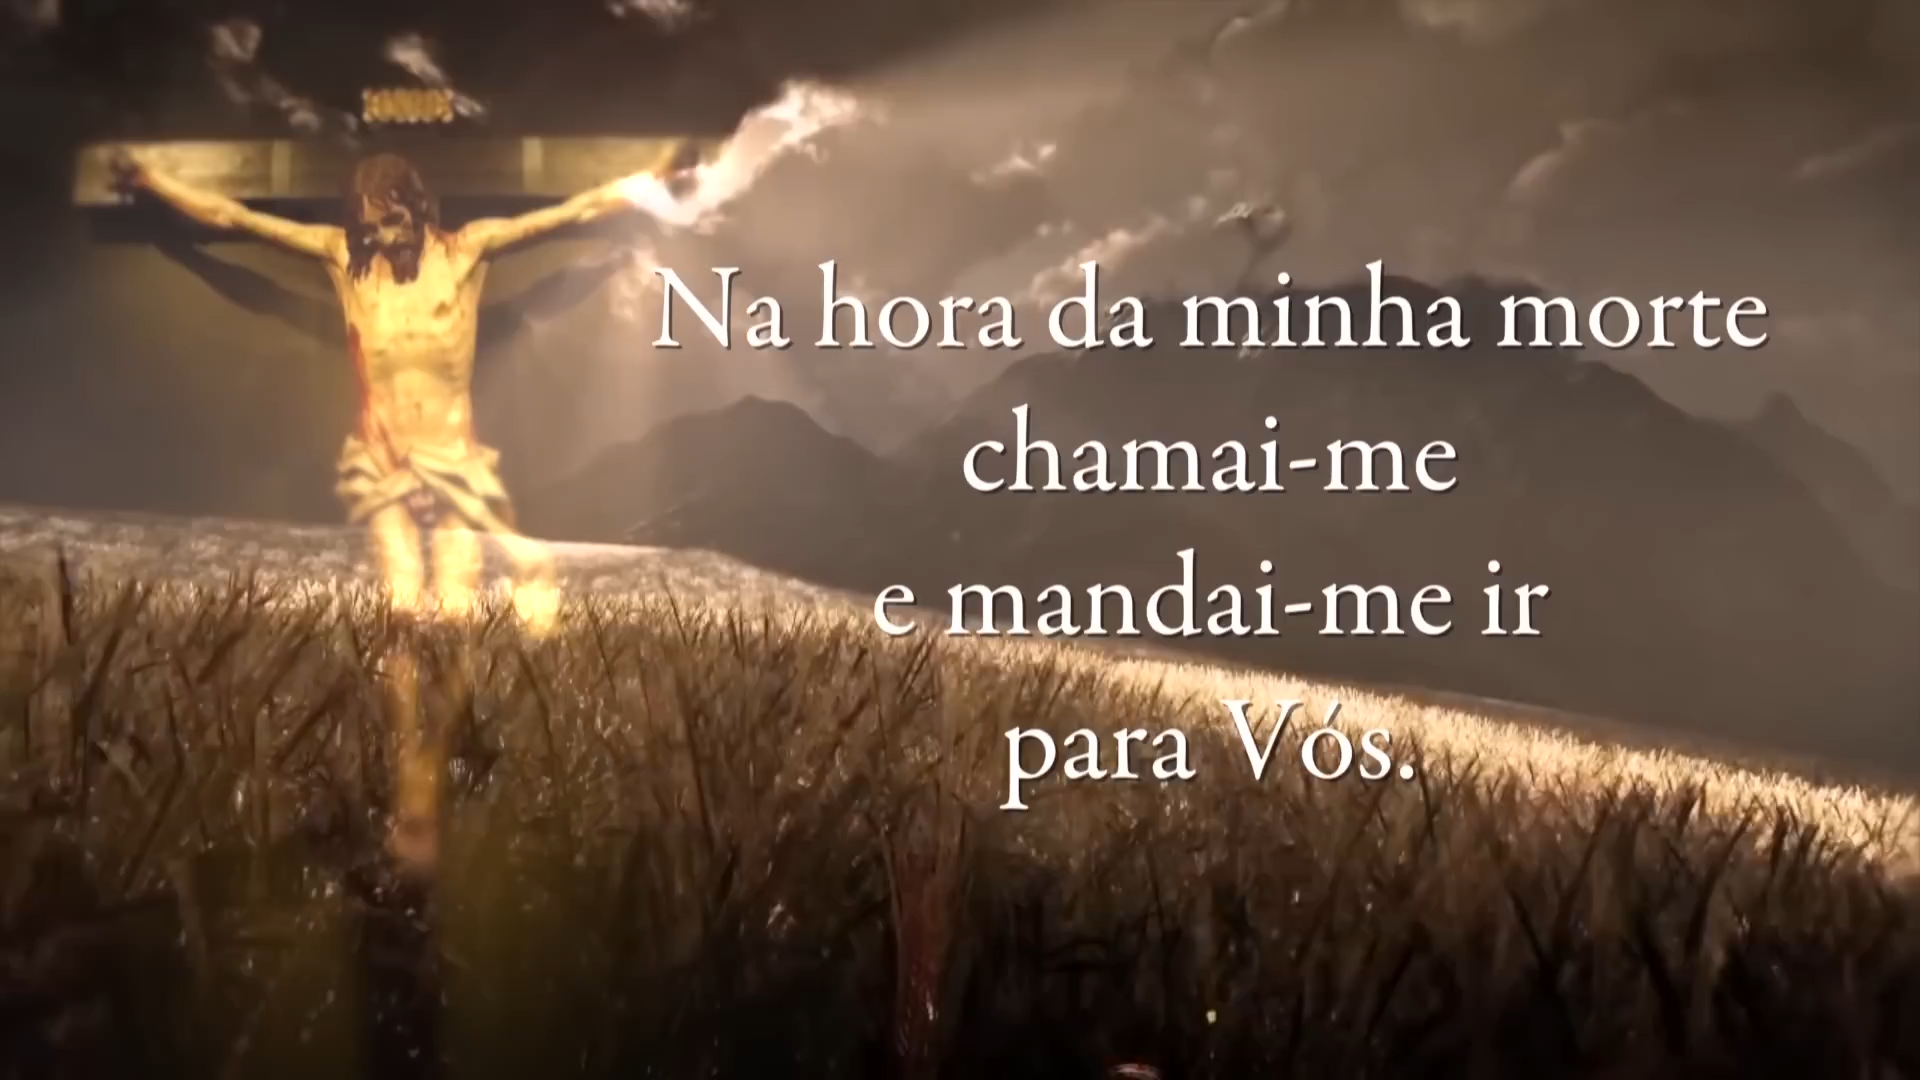 Na hora da minha morte
chamai-me
e mandai-me ir
para Vós.